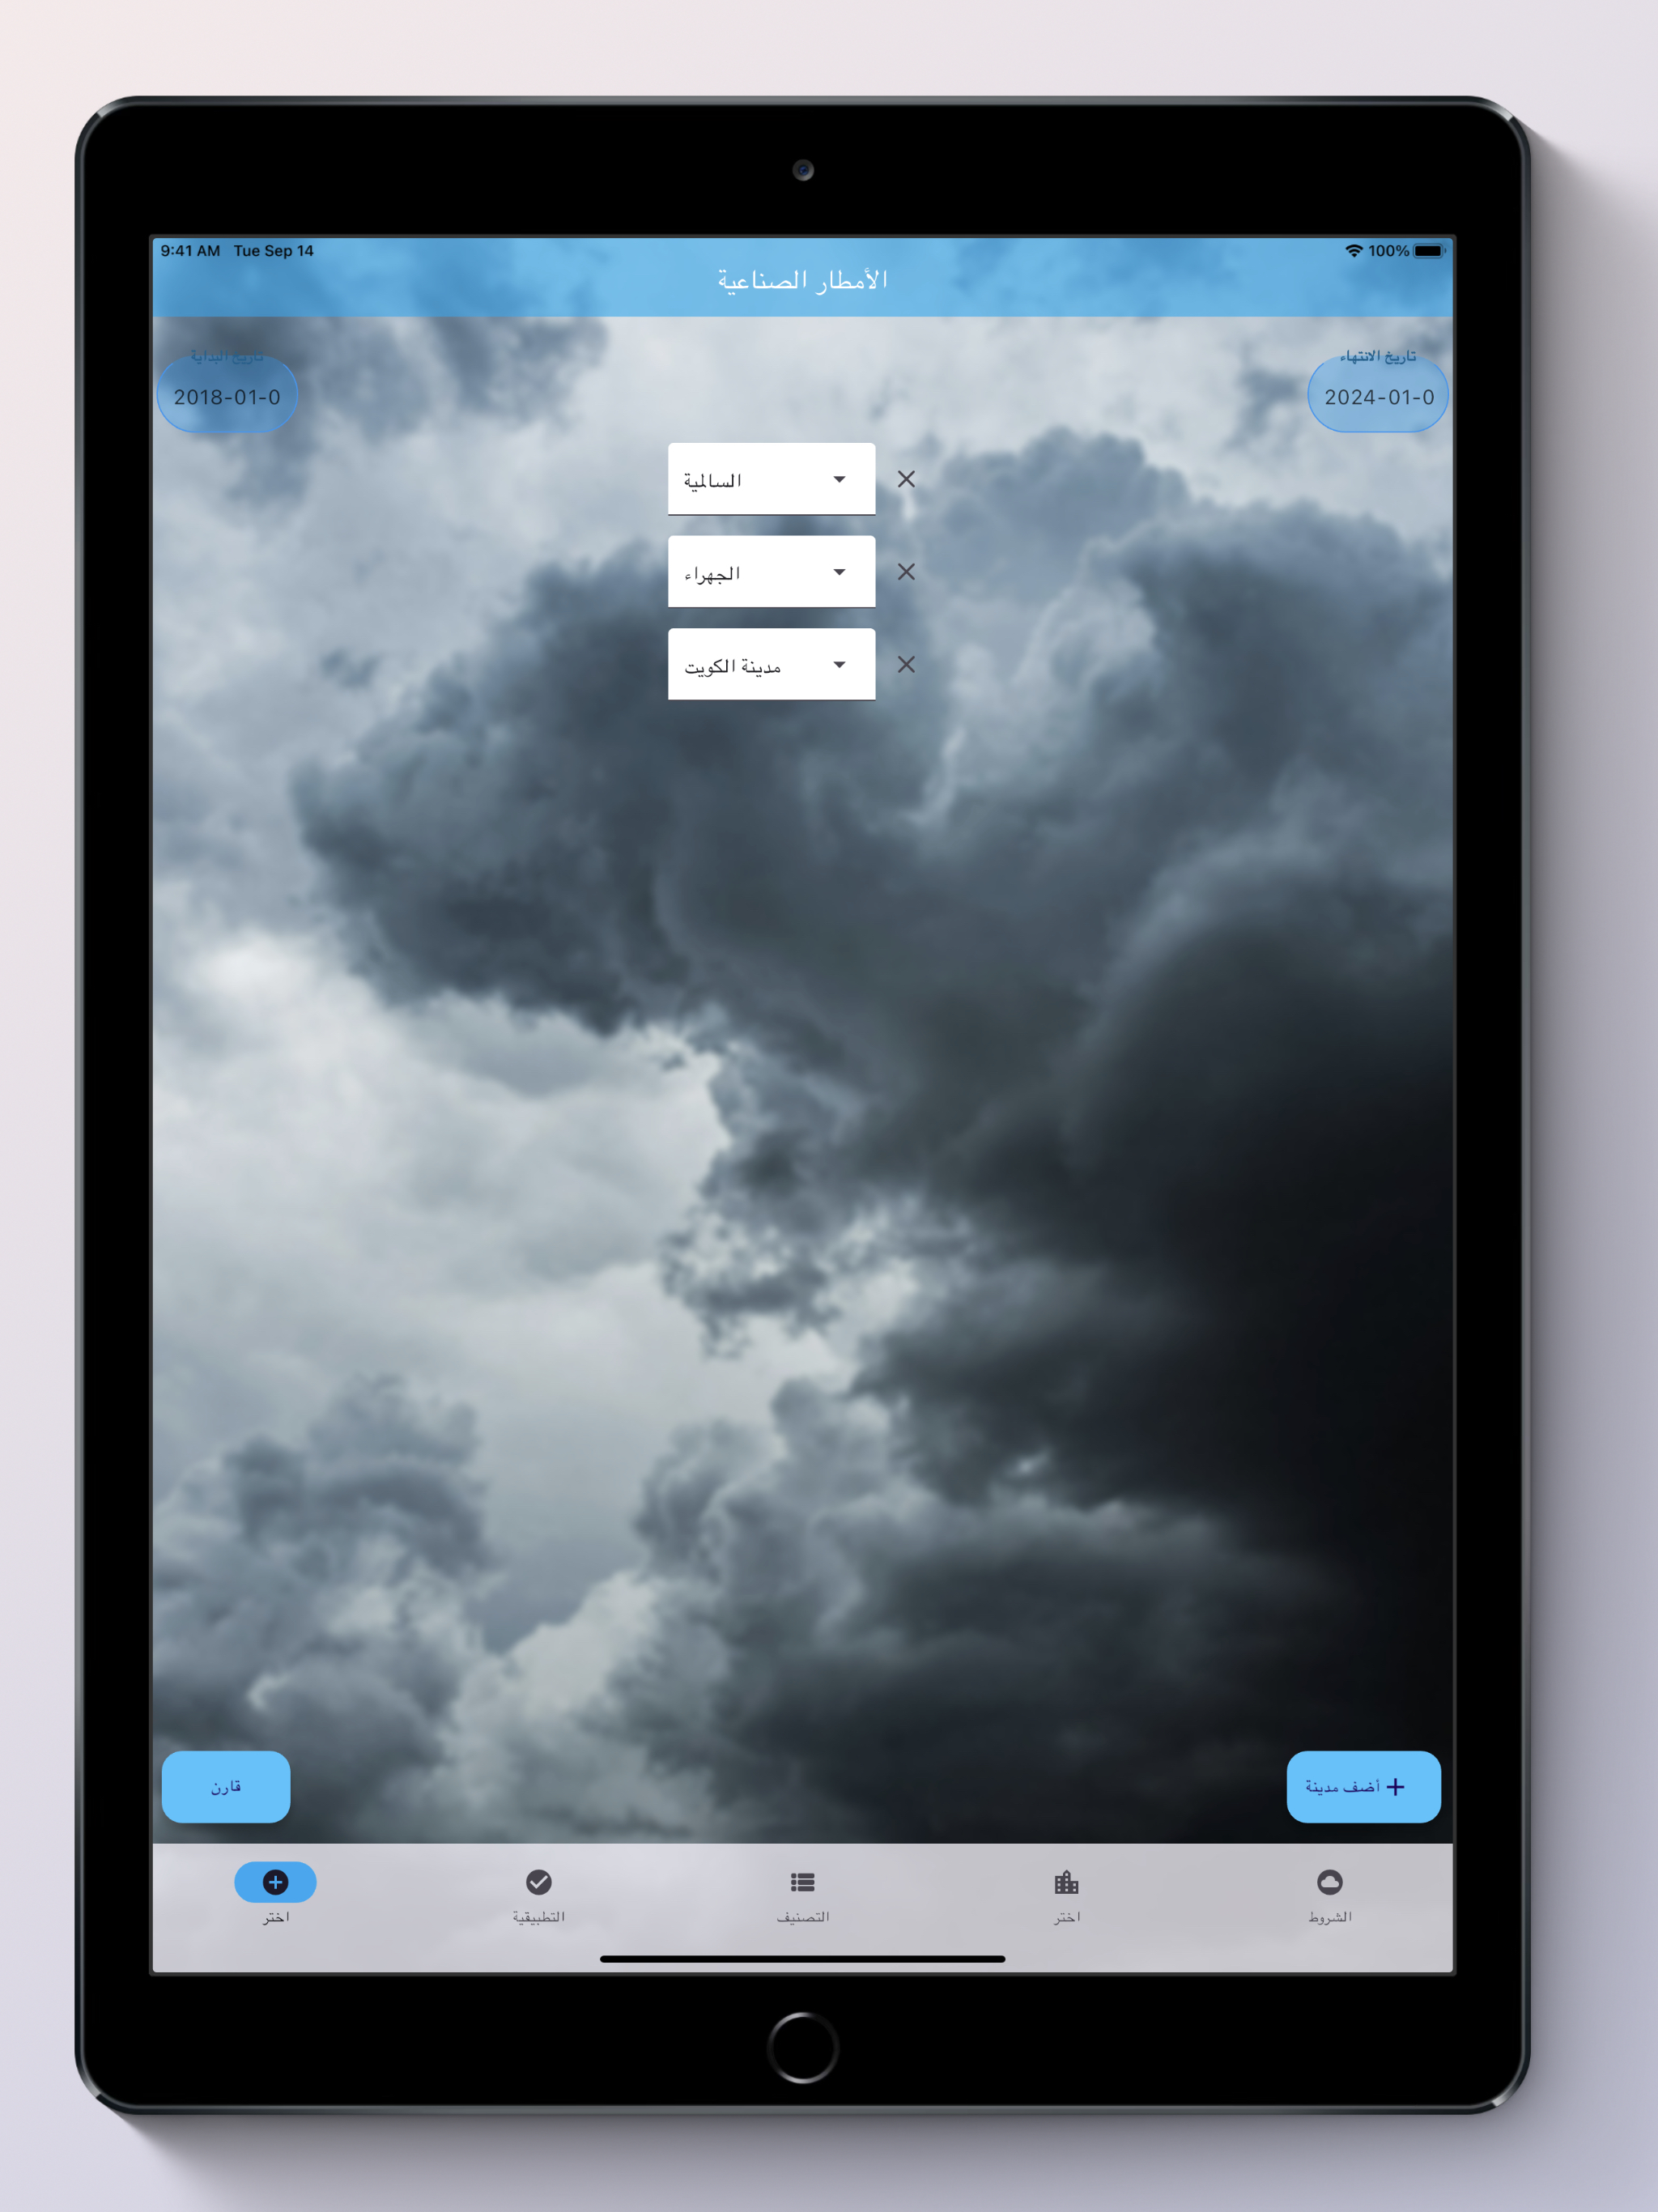 9:41 AM Tue Sep 14
100%
الأمطار الصناعية
تاريخ البداية
2018-01-0
تاريخ الانتهاء
2024-01-0
السالمية
الجهراء
مدينة الكويت
قارن
أضف مدينة
اختر
التطبيقية
التصنيف
اختر
الشروط